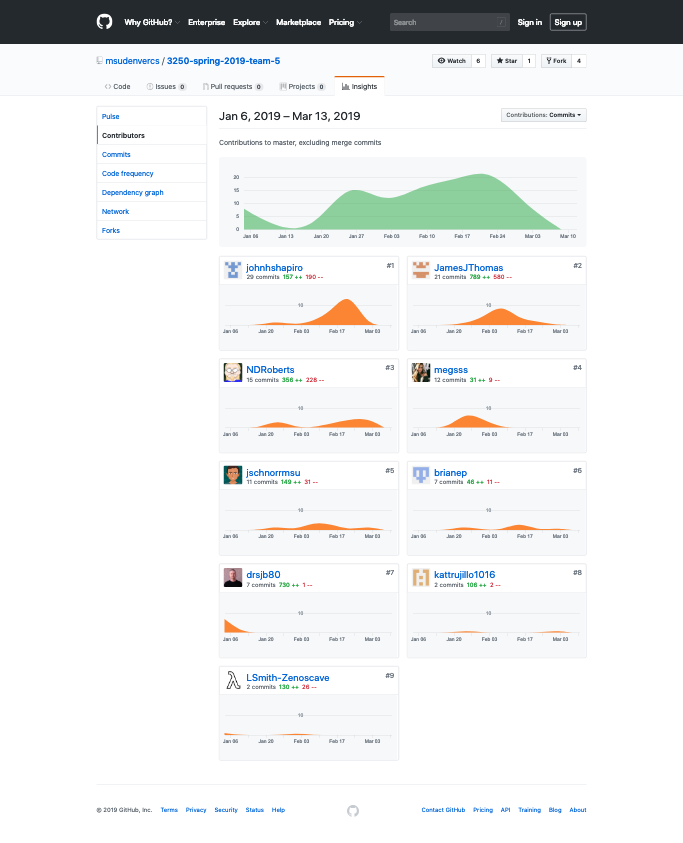 Why GitHub? Enterprise Explore Marketplace Pricing Search / Sign in Sign up
msudenvercs / 3250-spring-2019-team-5 Watch 6 Star 1 Fork 4
Code Issues 0 Pull requests 0 Projects 0 Insights
Pulse
Contributors
Commits
Code frequency
Dependency graph
Network
Forks
Jan 6, 2019 – Mar 13, 2019 Contributions: Commits
Contributions to master, excluding merge commits
20
15
10
5
0
Jan 06 Jan 13 Jan 20 Jan 27 Feb 03 Feb 10 Feb 17 Feb 24 Mar 03 Mar 10
johnhshapiro #1
29 commits 157 ++ 190 --
10
Jan 06 Jan 20 Feb 03 Feb 17 Mar 03
JamesJThomas #2
21 commits 789 ++ 580 --
10
Jan 06 Jan 20 Feb 03 Feb 17 Mar 03
NDRoberts #3
15 commits 356 ++ 228 --
10
Jan 06 Jan 20 Feb 03 Feb 17 Mar 03
megsss #4
12 commits 31 ++ 9 --
10
Jan 06 Jan 20 Feb 03 Feb 17 Mar 03
jschnorrmsu #5
11 commits 149 ++ 31 --
10
Jan 06 Jan 20 Feb 03 Feb 17 Mar 03
brianep #6
7 commits 46 ++ 11 --
10
Jan 06 Jan 20 Feb 03 Feb 17 Mar 03
drsjb80 #7
7 commits 730 ++ 1 --
10
Jan 06 Jan 20 Feb 03 Feb 17 Mar 03
kattrujillo1016 #8
2 commits 106 ++ 2 --
10
Jan 06 Jan 20 Feb 03 Feb 17 Mar 03
LSmith-Zenoscave #9
2 commits 130 ++ 26 --
10
Jan 06 Jan 20 Feb 03 Feb 17 Mar 03
© 2019 GitHub, Inc. Terms Privacy Security Status Help Contact GitHub Pricing API Training Blog About